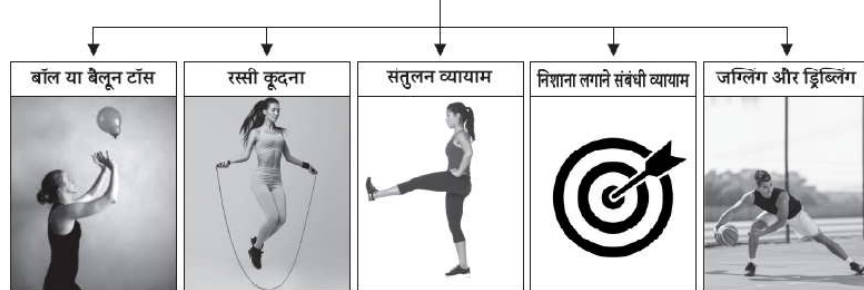 बॉल या बैलून टॉस
रस्सी कूदना
संतुलन व्यायाम
निशाना लगाने संबंधी व्यायाम
जग्लिंग और ड्रिब्लिंग